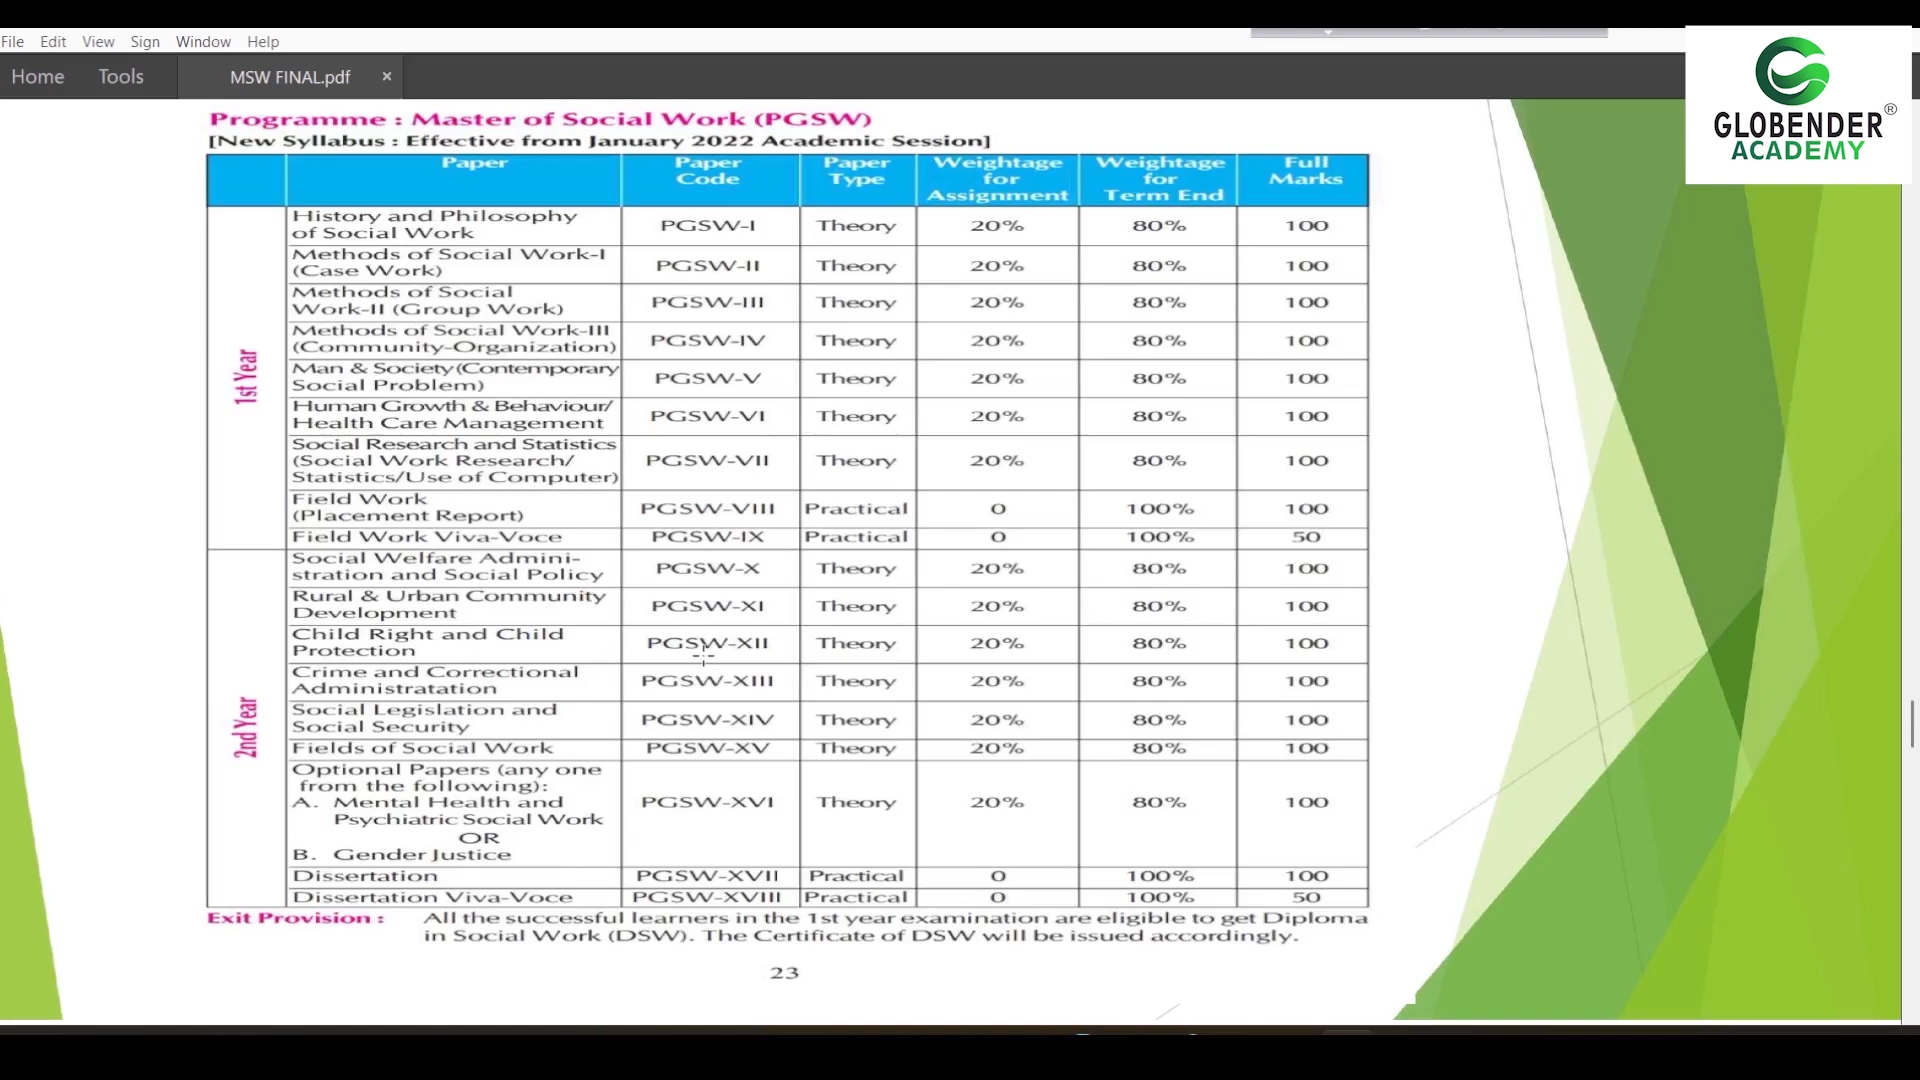 File Edit View Sign Window Help
Home Tools MSW FINAL.pdf ×
GLOBENDER®
ACADEMY
Programme : Master of Social Work (PGSW)
[New Syllabus : Effective from January 2022 Academic Session]
Paper | Paper Code | Paper Type | Weightage for Assignment | Weightage for Term End | Full Marks
1st Year
History and Philosophy of Social Work | PGSW-I | Theory | 20% | 80% | 100
Methods of Social Work-I (Case Work) | PGSW-II | Theory | 20% | 80% | 100
Methods of Social Work-II (Group Work) | PGSW-III | Theory | 20% | 80% | 100
Methods of Social Work-III (Community-Organization) | PGSW-IV | Theory | 20% | 80% | 100
Man & Society (Contemporary Social Problem) | PGSW-V | Theory | 20% | 80% | 100
Human Growth & Behaviour/ Health Care Management | PGSW-VI | Theory | 20% | 80% | 100
Social Research and Statistics (Social Work Research/ Statistics/Use of Computer) | PGSW-VII | Theory | 20% | 80% | 100
Field Work (Placement Report) | PGSW-VIII | Practical | 0 | 100% | 100
Field Work Viva-Voce | PGSW-IX | Practical | 0 | 100% | 50
2nd Year
Social Welfare Admini-stration and Social Policy | PGSW-X | Theory | 20% | 80% | 100
Rural & Urban Community Development | PGSW-XI | Theory | 20% | 80% | 100
Child Right and Child Protection | PGSW-XII | Theory | 20% | 80% | 100
Crime and Correctional Administratation | PGSW-XIII | Theory | 20% | 80% | 100
Social Legislation and Social Security | PGSW-XIV | Theory | 20% | 80% | 100
Fields of Social Work | PGSW-XV | Theory | 20% | 80% | 100
Optional Papers (any one from the following): A. Mental Health and Psychiatric Social Work OR B. Gender Justice | PGSW-XVI | Theory | 20% | 80% | 100
Dissertation | PGSW-XVII | Practical | 0 | 100% | 100
Dissertation Viva-Voce | PGSW-XVIII | Practical | 0 | 100% | 50
Exit Provision : All the successful learners in the 1st year examination are eligible to get Diploma
in Social Work (DSW). The Certificate of DSW will be issued accordingly.
23